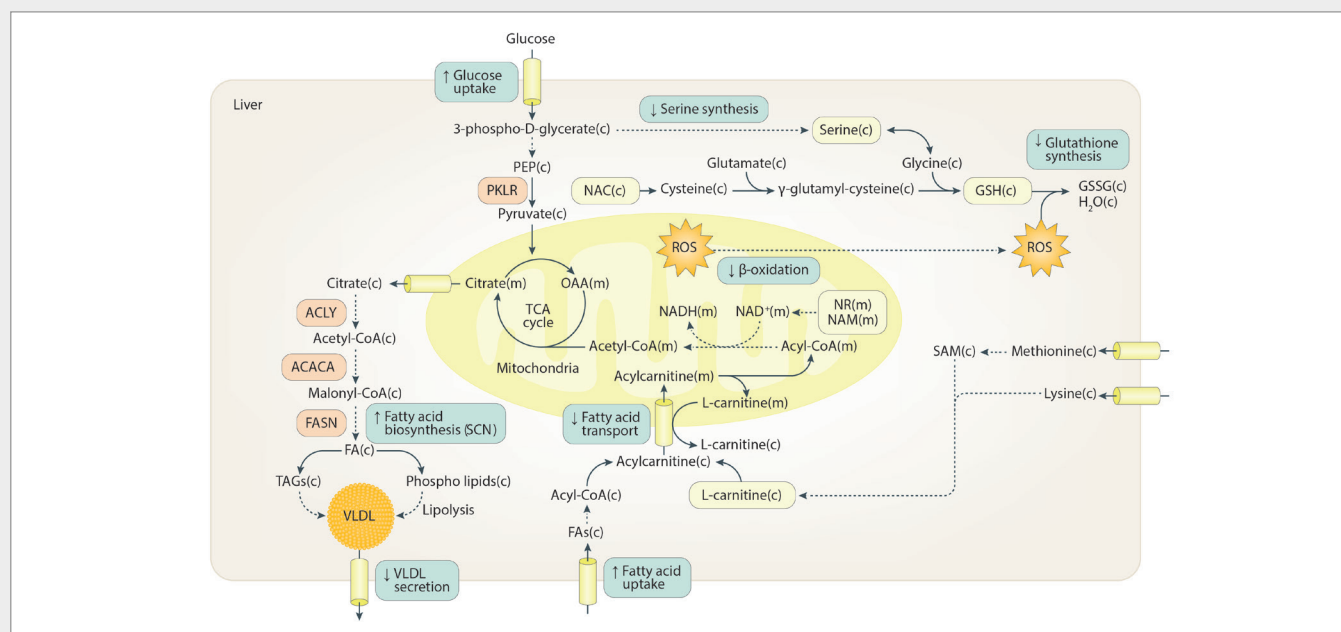 Glucose
↑ Glucose
uptake
Liver
↓ Serine synthesis
3-phospho-D-glycerate(c)
Serine(c)
↓ Glutathione
synthesis
PEP(c)
Glutamate(c)
Glycine(c)
PKLR
NAC(c)
Cysteine(c)
γ-glutamyl-cysteine(c)
GSH(c)
GSSG(c)
H₂O(c)
Pyruvate(c)
ROS
ROS
↓ β-oxidation
Citrate(c)
Citrate(m)
OAA(m)
TCA
cycle
NADH(m)
NAD⁺(m)
NR(m)
NAM(m)
ACLY
Acetyl-CoA(c)
Acetyl-CoA(m)
Acyl-CoA(m)
SAM(c)
Methionine(c)
Mitochondria
ACACA
Acylcarnitine(m)
Malonyl-CoA(c)
L-carnitine(m)
Lysine(c)
FASN
↑ Fatty acid
biosynthesis (SCN)
↓ Fatty acid
transport
L-carnitine(c)
FA(c)
Acylcarnitine(c)
TAGs(c)
Phospho lipids(c)
Acyl-CoA(c)
L-carnitine(c)
VLDL
Lipolysis
FAs(c)
↓ VLDL
secretion
↑ Fatty acid
uptake